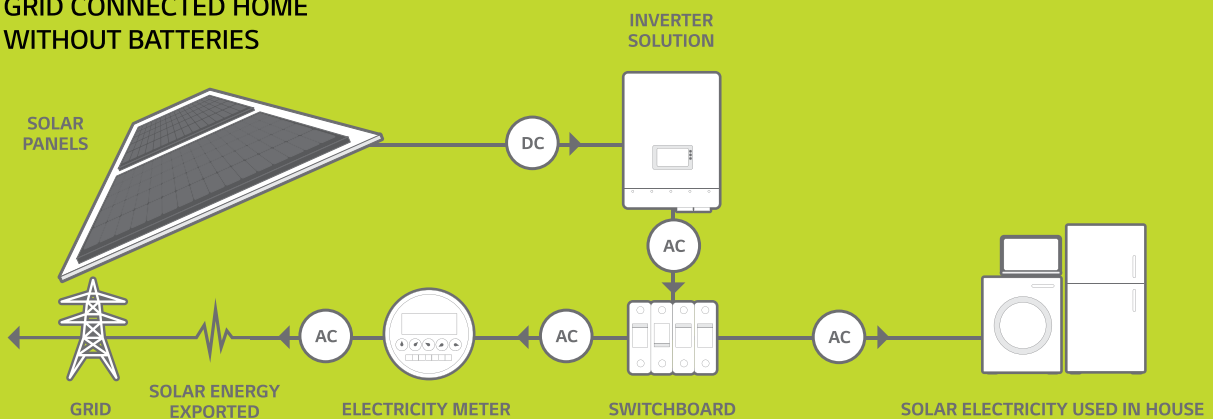 GRID CONNECTED HOME
WITHOUT BATTERIES
INVERTER
SOLUTION
SOLAR
PANELS
DC
AC
AC
AC
AC
GRID
SOLAR ENERGY
EXPORTED
ELECTRICITY METER
SWITCHBOARD
SOLAR ELECTRICITY USED IN HOUSE